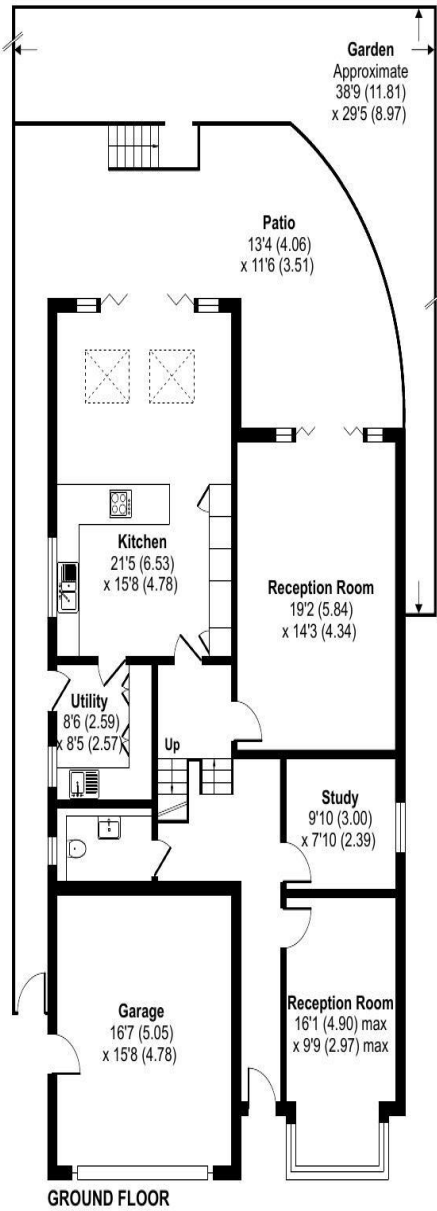 Garden
Approximate
38'9 (11.81)
x 29'5 (8.97)
Patio
13'4 (4.06)
x 11'6 (3.51)
Kitchen
21'5 (6.53)
x 15'8 (4.78)
Reception Room
19'2 (5.84)
x 14'3 (4.34)
Utility
8'6 (2.59)
x 8'5 (2.57)
Up
Study
9'10 (3.00)
x 7'10 (2.39)
Garage
16'7 (5.05)
x 15'8 (4.78)
Reception Room
16'1 (4.90) max
x 9'9 (2.97) max
GROUND FLOOR